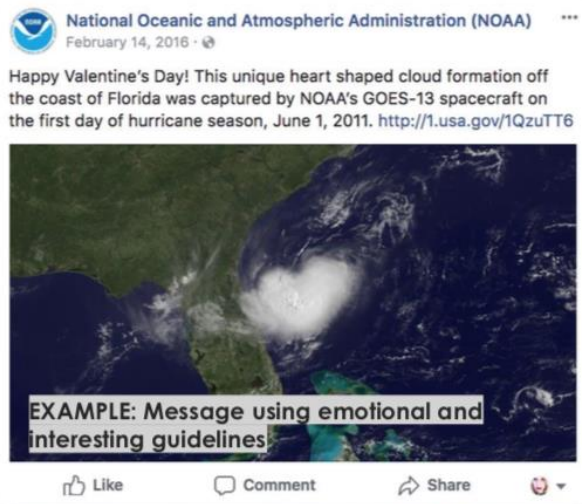 National Oceanic and Atmospheric Administration (NOAA)
February 14, 2016 ·
Happy Valentine's Day! This unique heart shaped cloud formation off
the coast of Florida was captured by NOAA's GOES-13 spacecraft on
the first day of hurricane season, June 1, 2011. http://1.usa.gov/1QzuTT6
EXAMPLE: Message using emotional and
interesting guidelines
Like
Comment
Share